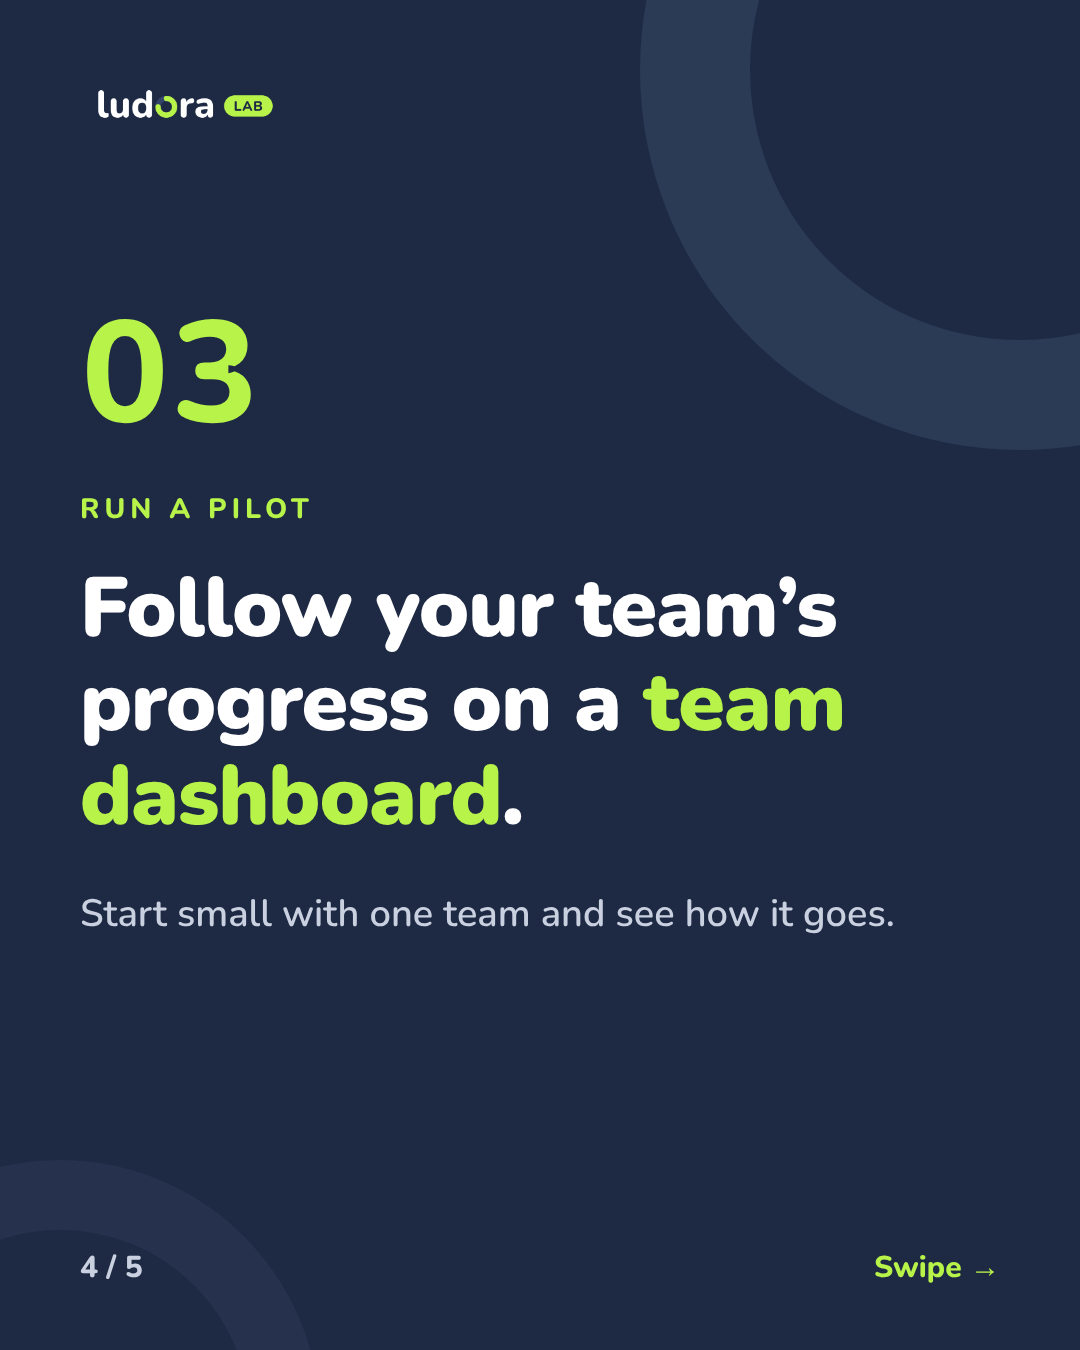 ludora LAB
03
RUN A PILOT
Follow your team’s
progress on a team
dashboard.
Start small with one team and see how it goes.
4 / 5
Swipe →